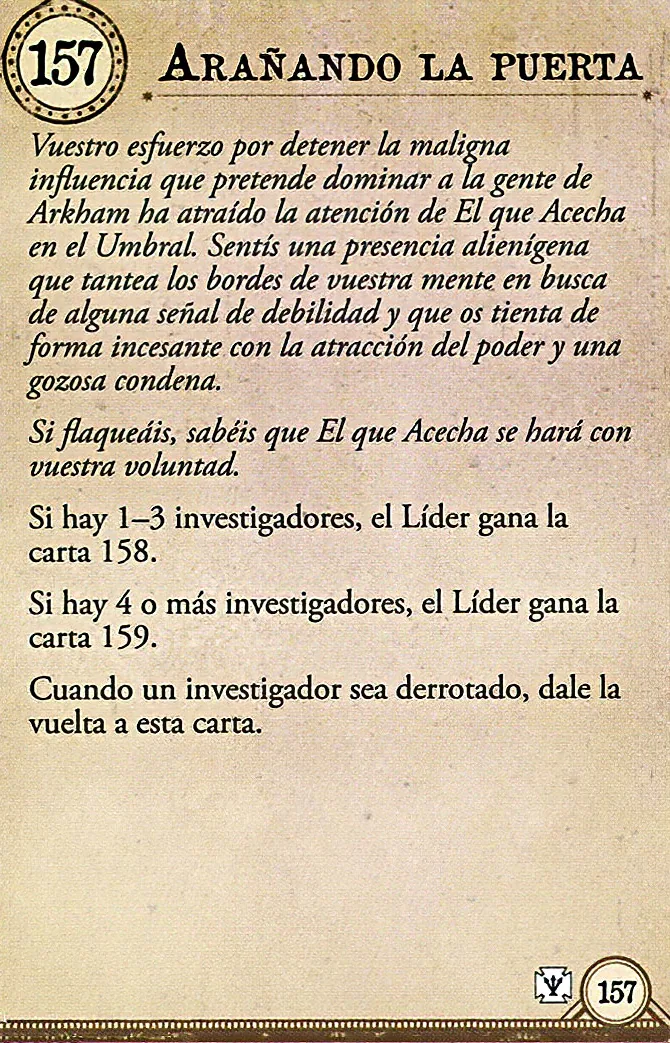 157
ARAÑANDO LA PUERTA
Vuestro esfuerzo por detener la maligna
influencia que pretende dominar a la gente de
Arkham ha atraído la atención de El que Acecha
en el Umbral. Sentís una presencia alienígena
que tantea los bordes de vuestra mente en busca
de alguna señal de debilidad y que os tienta de
forma incesante con la atracción del poder y una
gozosa condena.
Si flaqueáis, sabéis que El que Acecha se hará con
vuestra voluntad.
Si hay 1–3 investigadores, el Líder gana la
carta 158.
Si hay 4 o más investigadores, el Líder gana la
carta 159.
Cuando un investigador sea derrotado, dale la
vuelta a esta carta.
157